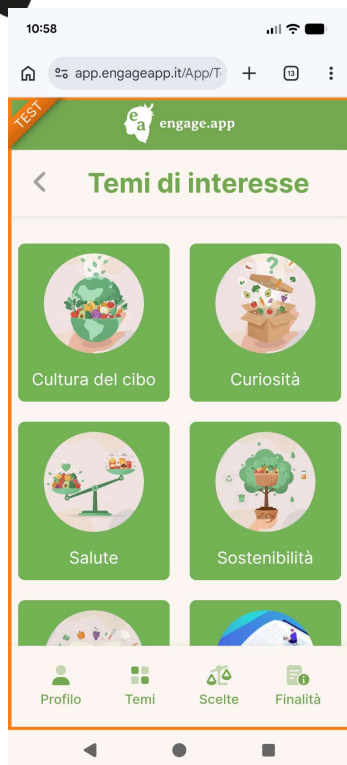 10:58
app.engageapp.it/App/T
13
TEST
ea engage.app
Temi di interesse
Cultura del cibo
Curiosità
Salute
Sostenibilità
Profilo
Temi
Scelte
Finalità